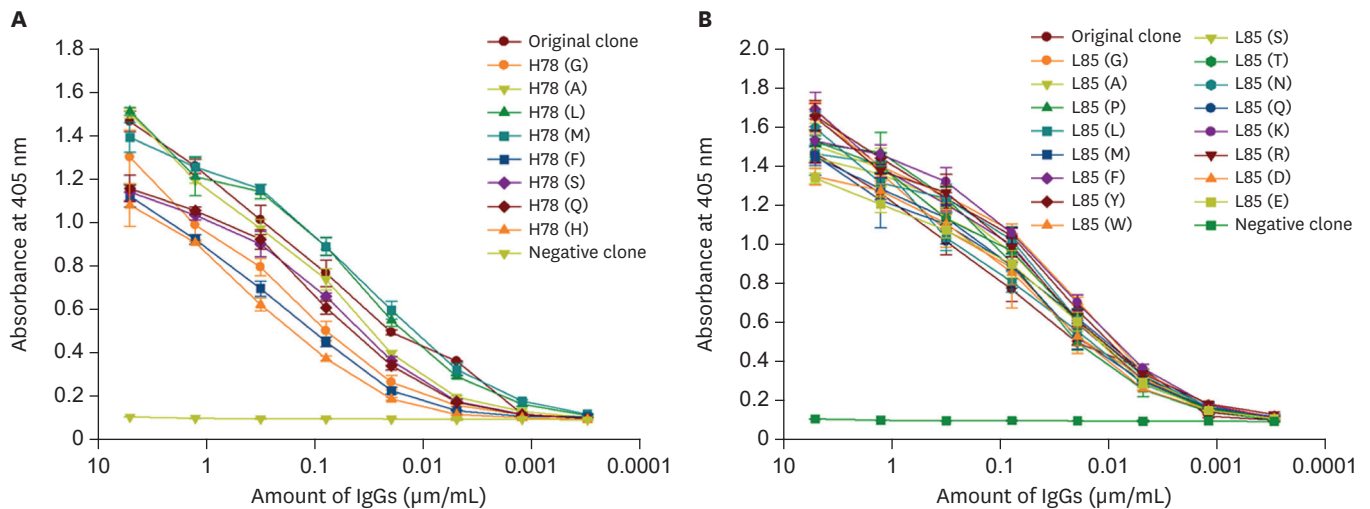 A
Absorbance at 405 nm
1.8
1.6
1.4
1.2
1.0
0.8
0.6
0.4
0.2
0
10
1
0.1
0.01
0.001
0.0001
Amount of IgGs (µm/mL)
Original clone
H78 (G)
H78 (A)
H78 (L)
H78 (M)
H78 (F)
H78 (S)
H78 (Q)
H78 (H)
Negative clone
B
Absorbance at 405 nm
2.0
1.8
1.6
1.4
1.2
1.0
0.8
0.6
0.4
0.2
0
10
1
0.1
0.01
0.001
0.0001
Amount of IgGs (µm/mL)
Original clone
L85 (G)
L85 (A)
L85 (P)
L85 (L)
L85 (M)
L85 (F)
L85 (Y)
L85 (W)
L85 (S)
L85 (T)
L85 (N)
L85 (Q)
L85 (K)
L85 (R)
L85 (D)
L85 (E)
Negative clone